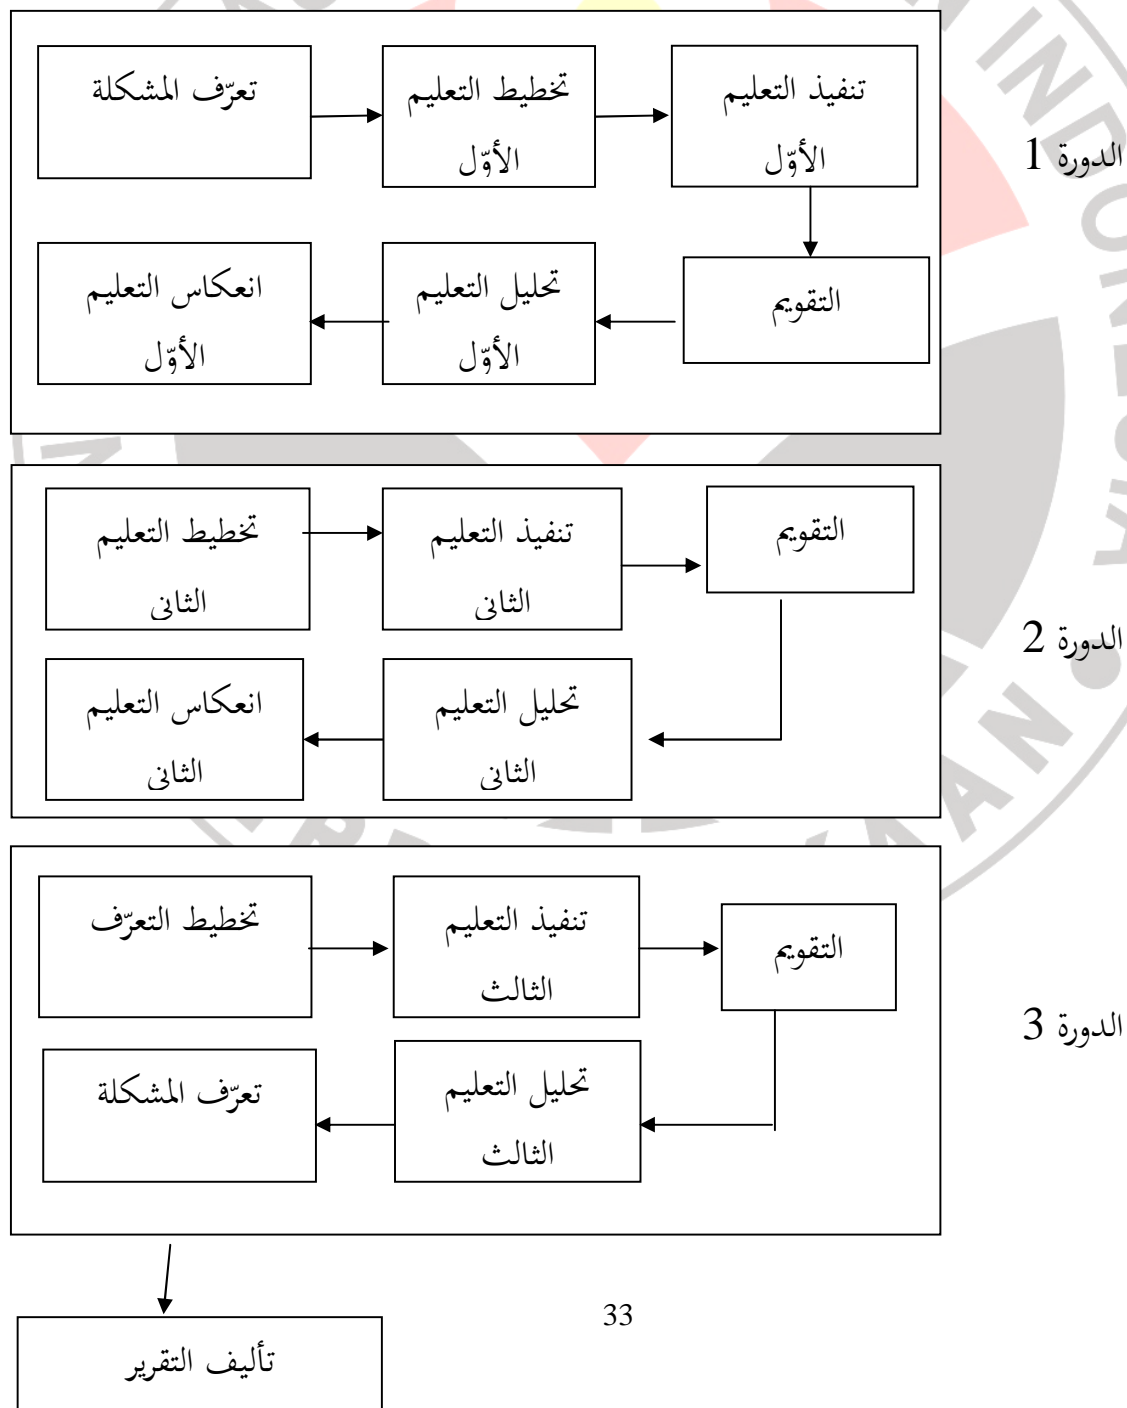 تعرّف المشكلة
تخطيط التعليم
الأوّل
تنفيذ التعليم
الأوّل
الدورة 1
التقويم
تحليل التعليم
الأوّل
انعكاس التعليم
الأوّل
تخطيط التعليم
الثانى
تنفيذ التعليم
الثانى
التقويم
الدورة 2
تحليل التعليم
الثانى
انعكاس التعليم
الثانى
تخطيط التعرّف
تنفيذ التعليم
الثالث
التقويم
الدورة 3
تحليل التعليم
الثالث
تعرّف المشكلة
33
تأليف التقرير